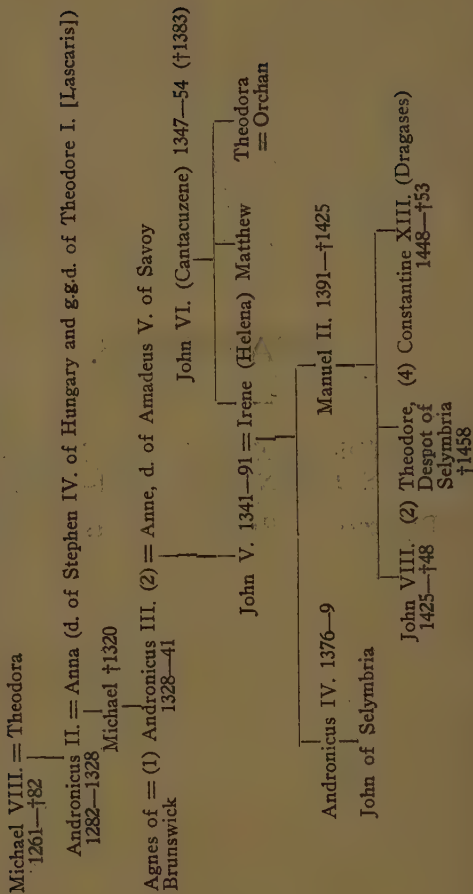 Michael VIII. = Theodora
1261—†82
Andronicus II. = Anna (d. of Stephen IV. of Hungary and g.g.d. of Theodore I. [Lascaris])
1282—1328
Michael †1320
Agnes of = (1) Andronicus III. (2) = Anne, d. of Amadeus V. of Savoy
Brunswick 1328—41
John VI. (Cantacuzene) 1347—54 (†1383)
John V. 1341—91 = Irene (Helena) Matthew Theodora
= Orchan
Andronicus IV. 1376—9 Manuel II. 1391—†1425
John of Selymbria
John VIII. (2) Theodore, (4) Constantine XIII. (Dragases)
1425—†48 Despot of 1448—†53
Selymbria
†1458